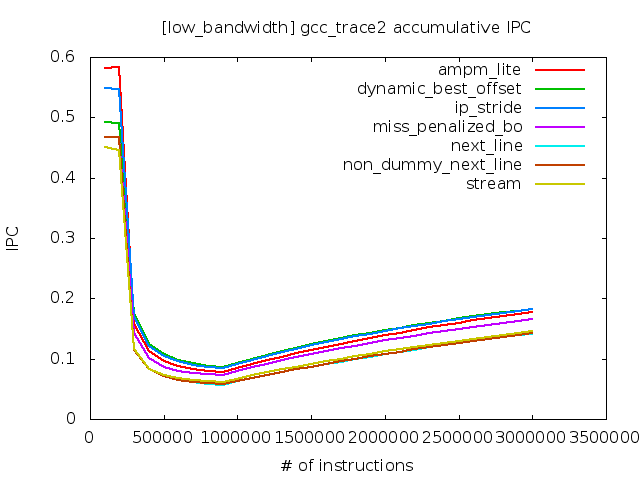 [low_bandwidth] gcc_trace2 accumulative IPC
0.6
0.5
0.4
0.3
0.2
0.1
0
IPC
ampm_lite
dynamic_best_offset
ip_stride
miss_penalized_bo
next_line
non_dummy_next_line
stream
0 500000 1000000 1500000 2000000 2500000 3000000 3500000
# of instructions